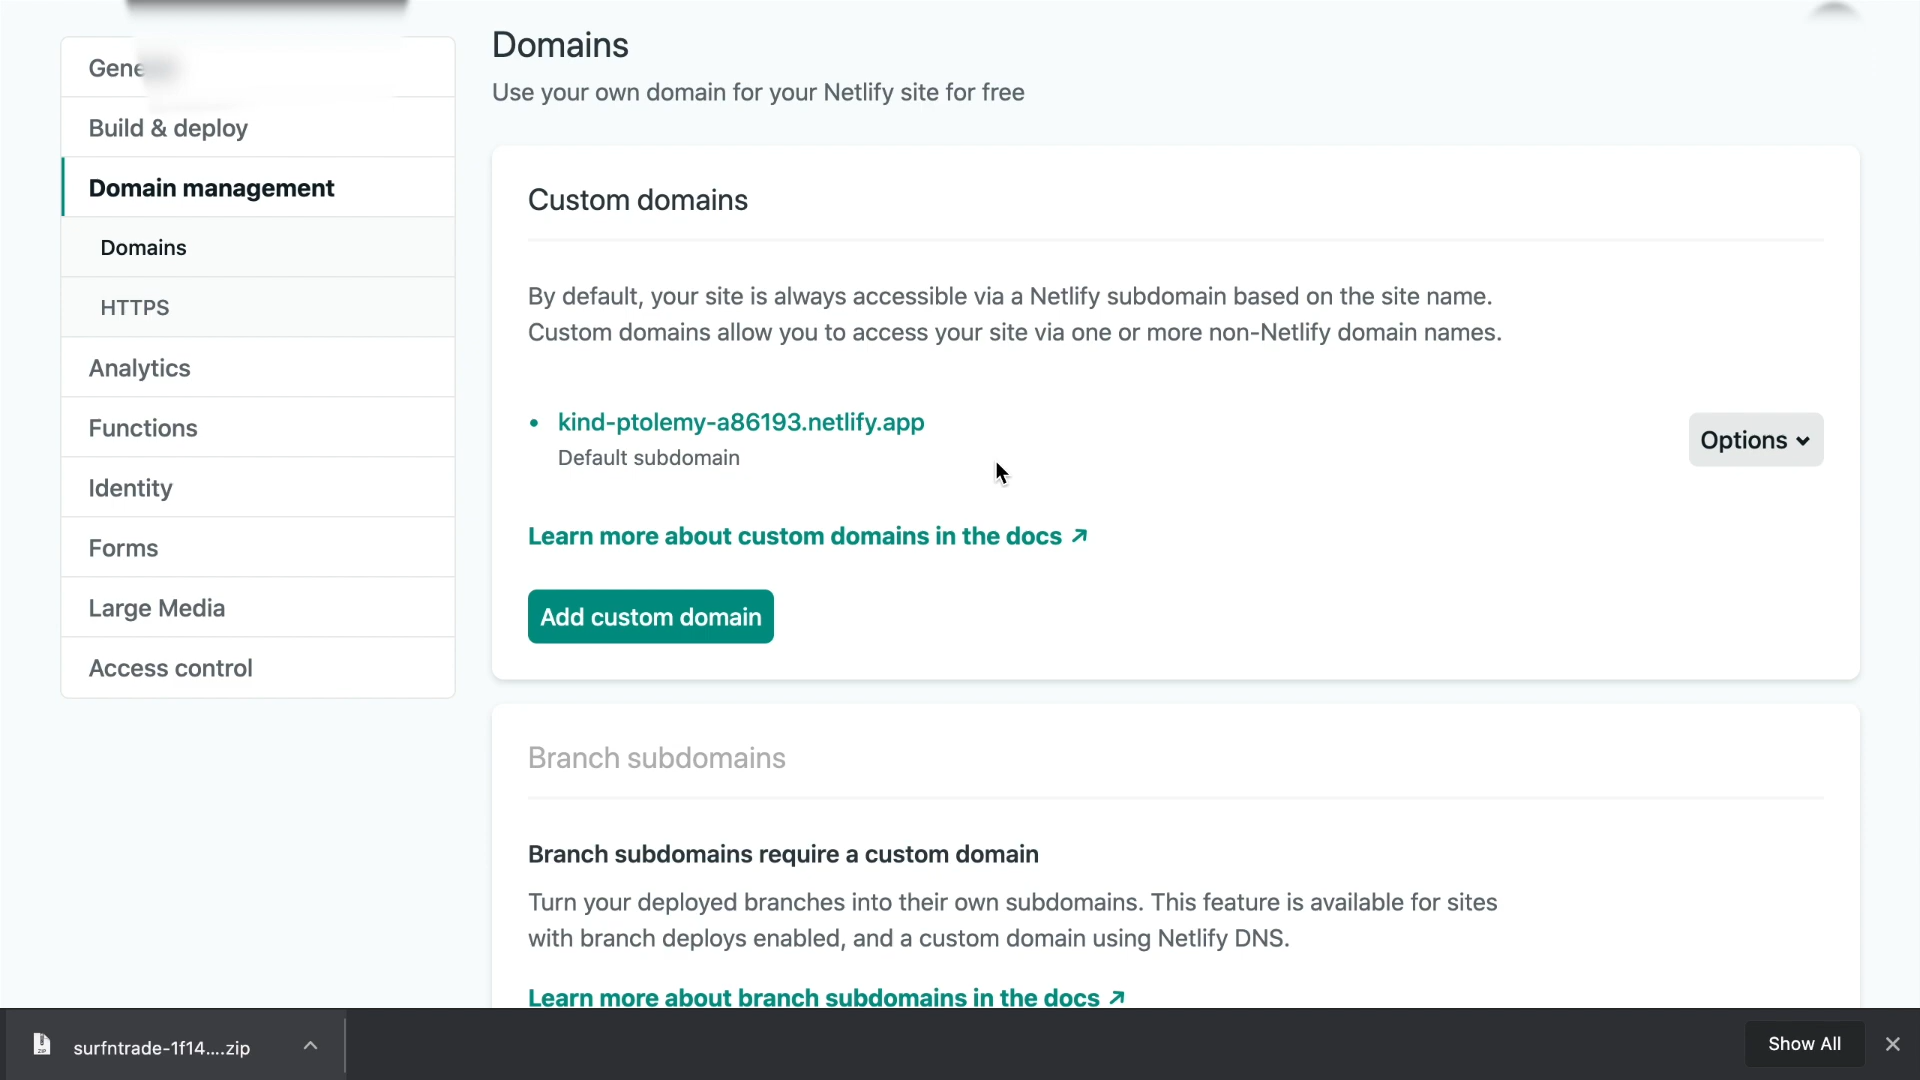 Domains
Use your own domain for your Netlify site for free
Build & deploy
Domain management
Domains
HTTPS
Analytics
Functions
Identity
Forms
Large Media
Access control
Custom domains
By default, your site is always accessible via a Netlify subdomain based on the site name.
Custom domains allow you to access your site via one or more non-Netlify domain names.
• kind-ptolemy-a86193.netlify.app
Default subdomain
Options
Learn more about custom domains in the docs ↗
Add custom domain
Branch subdomains
Branch subdomains require a custom domain
Turn your deployed branches into their own subdomains. This feature is available for sites
with branch deploys enabled, and a custom domain using Netlify DNS.
Learn more about branch subdomains in the docs ↗
surfntrade-1f14....zip
Show All